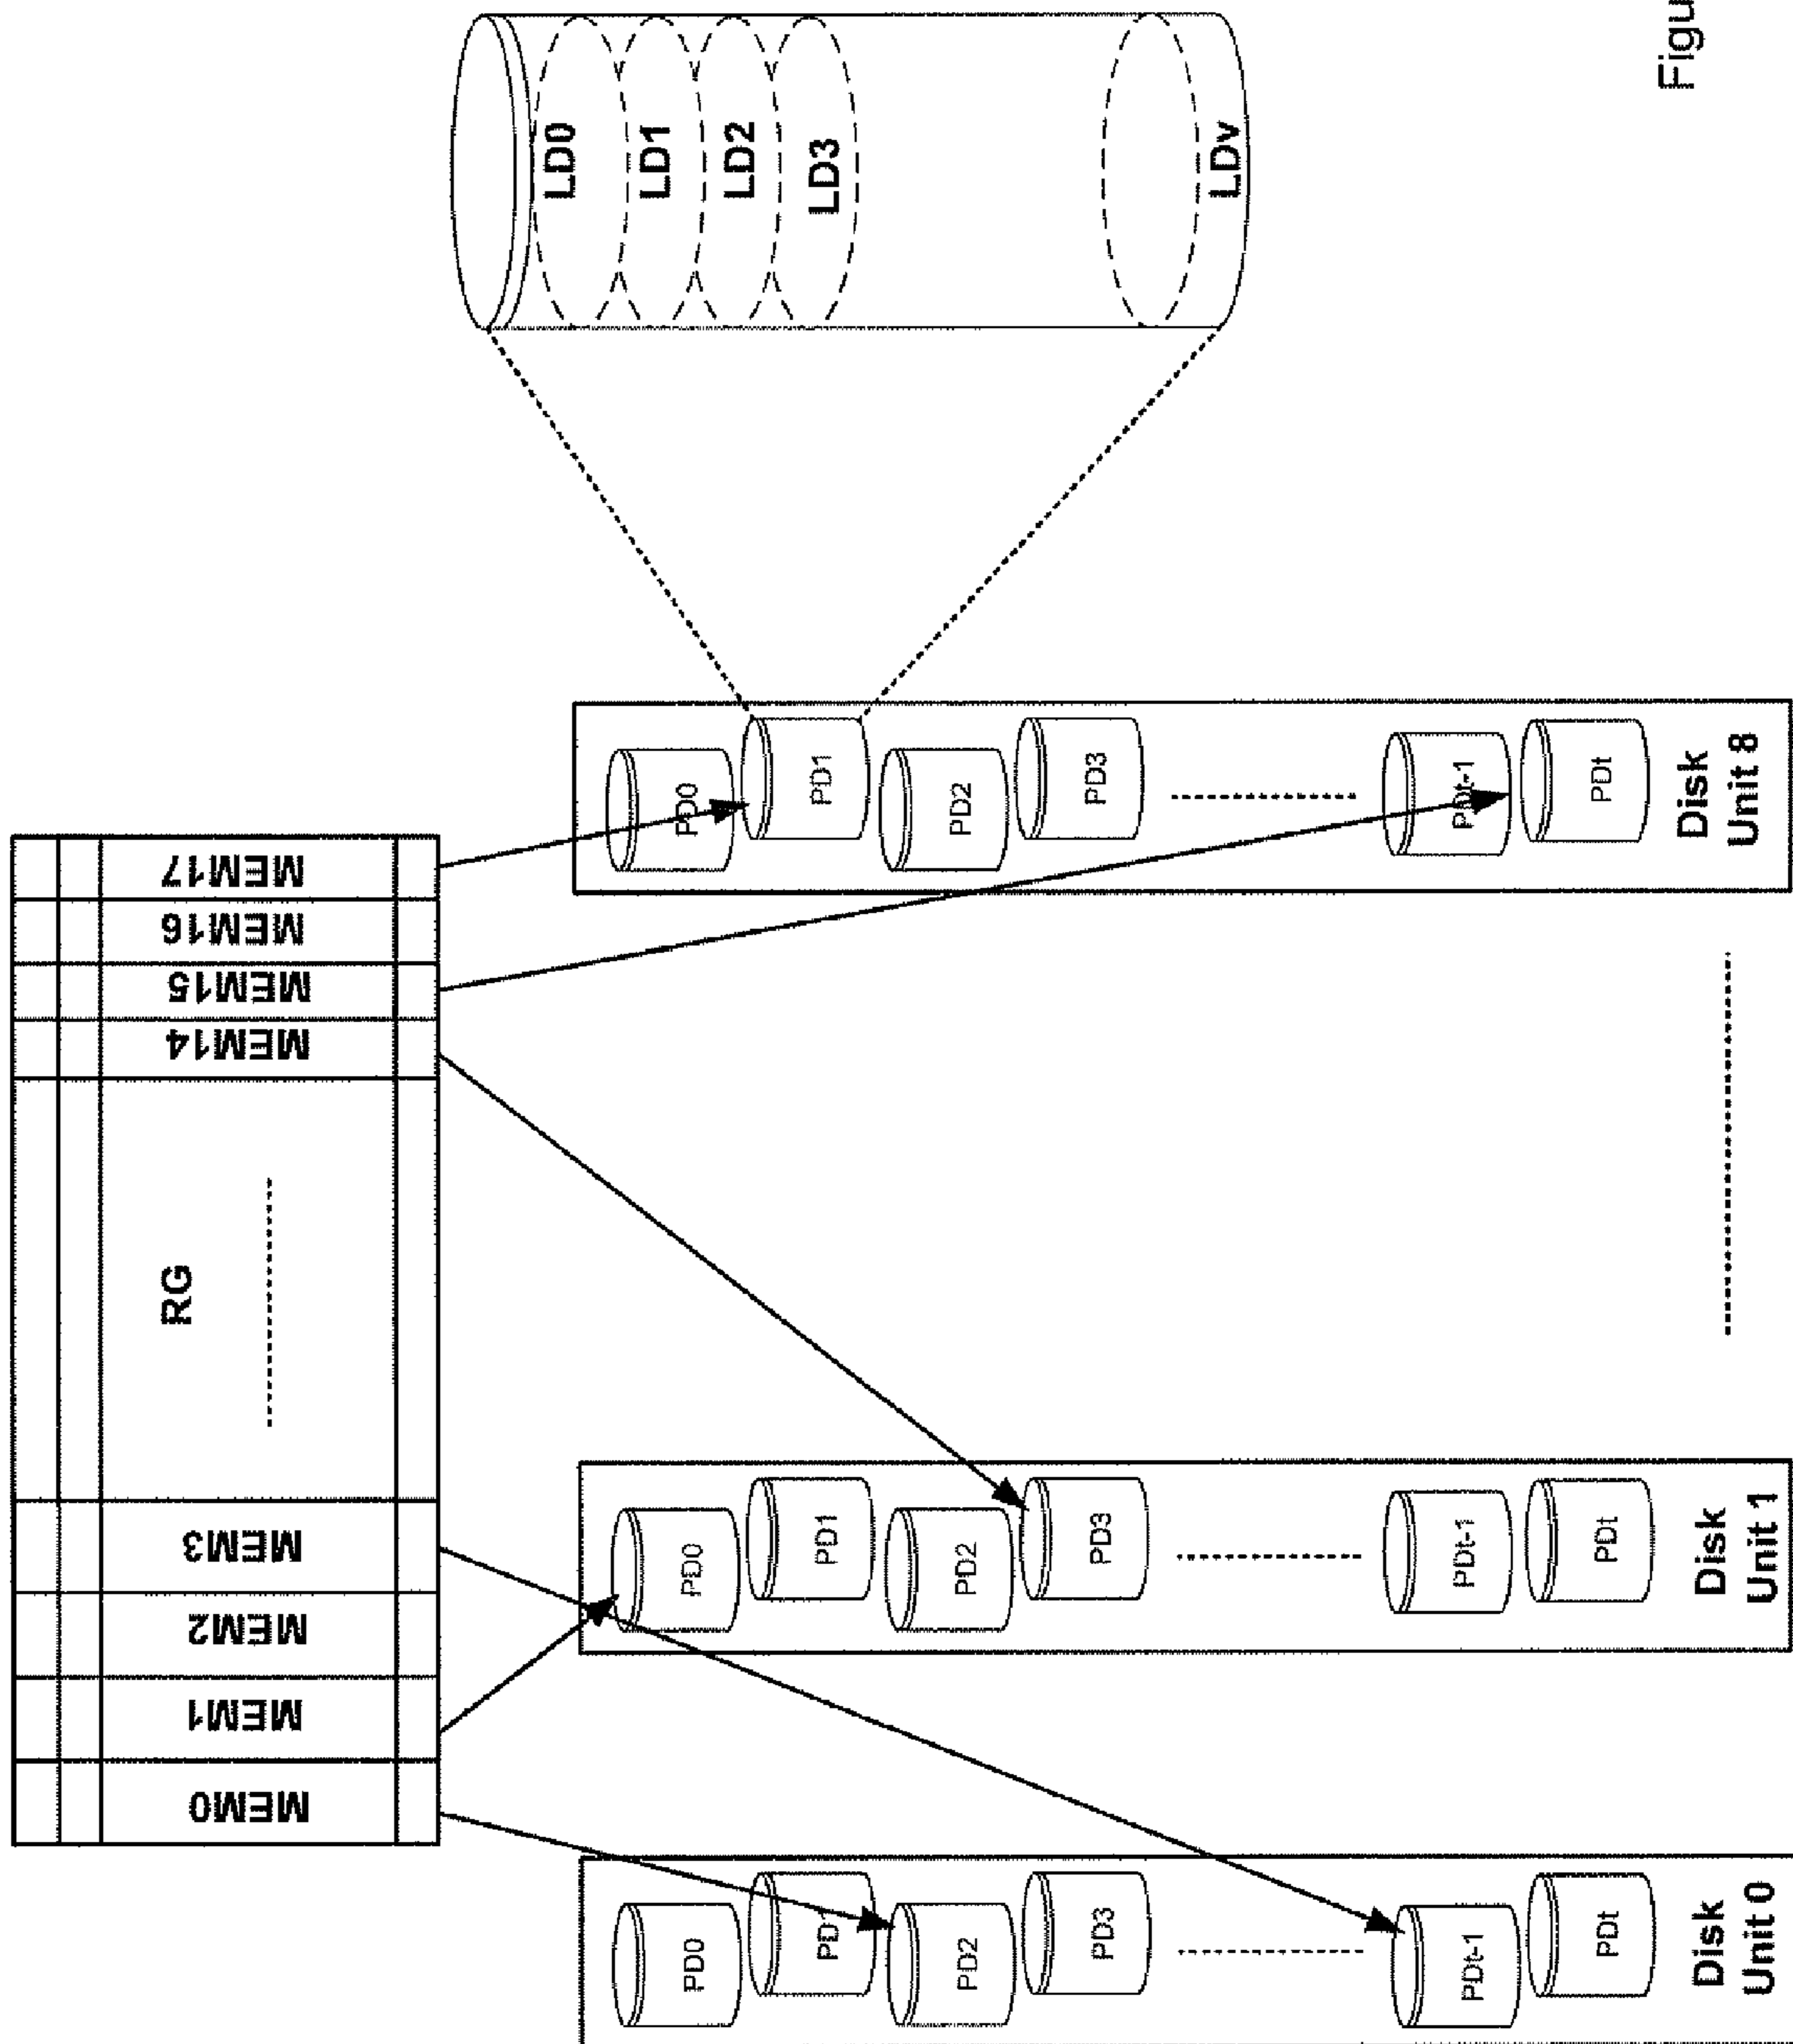 MEM0
MEM1
MEM2
MEM3
RG
MEM14
MEM15
MEM16
MEM17
PD0
PD1
PD2
PD3
PDt-1
PDt
Disk
Unit 0
PD0
PD1
PD2
PD3
PDt-1
PDt
Disk
Unit 1
PD0
PD1
PD2
PD3
PDt-1
PDt
Disk
Unit 8
LD0
LD1
LD2
LD3
LDv
Figu